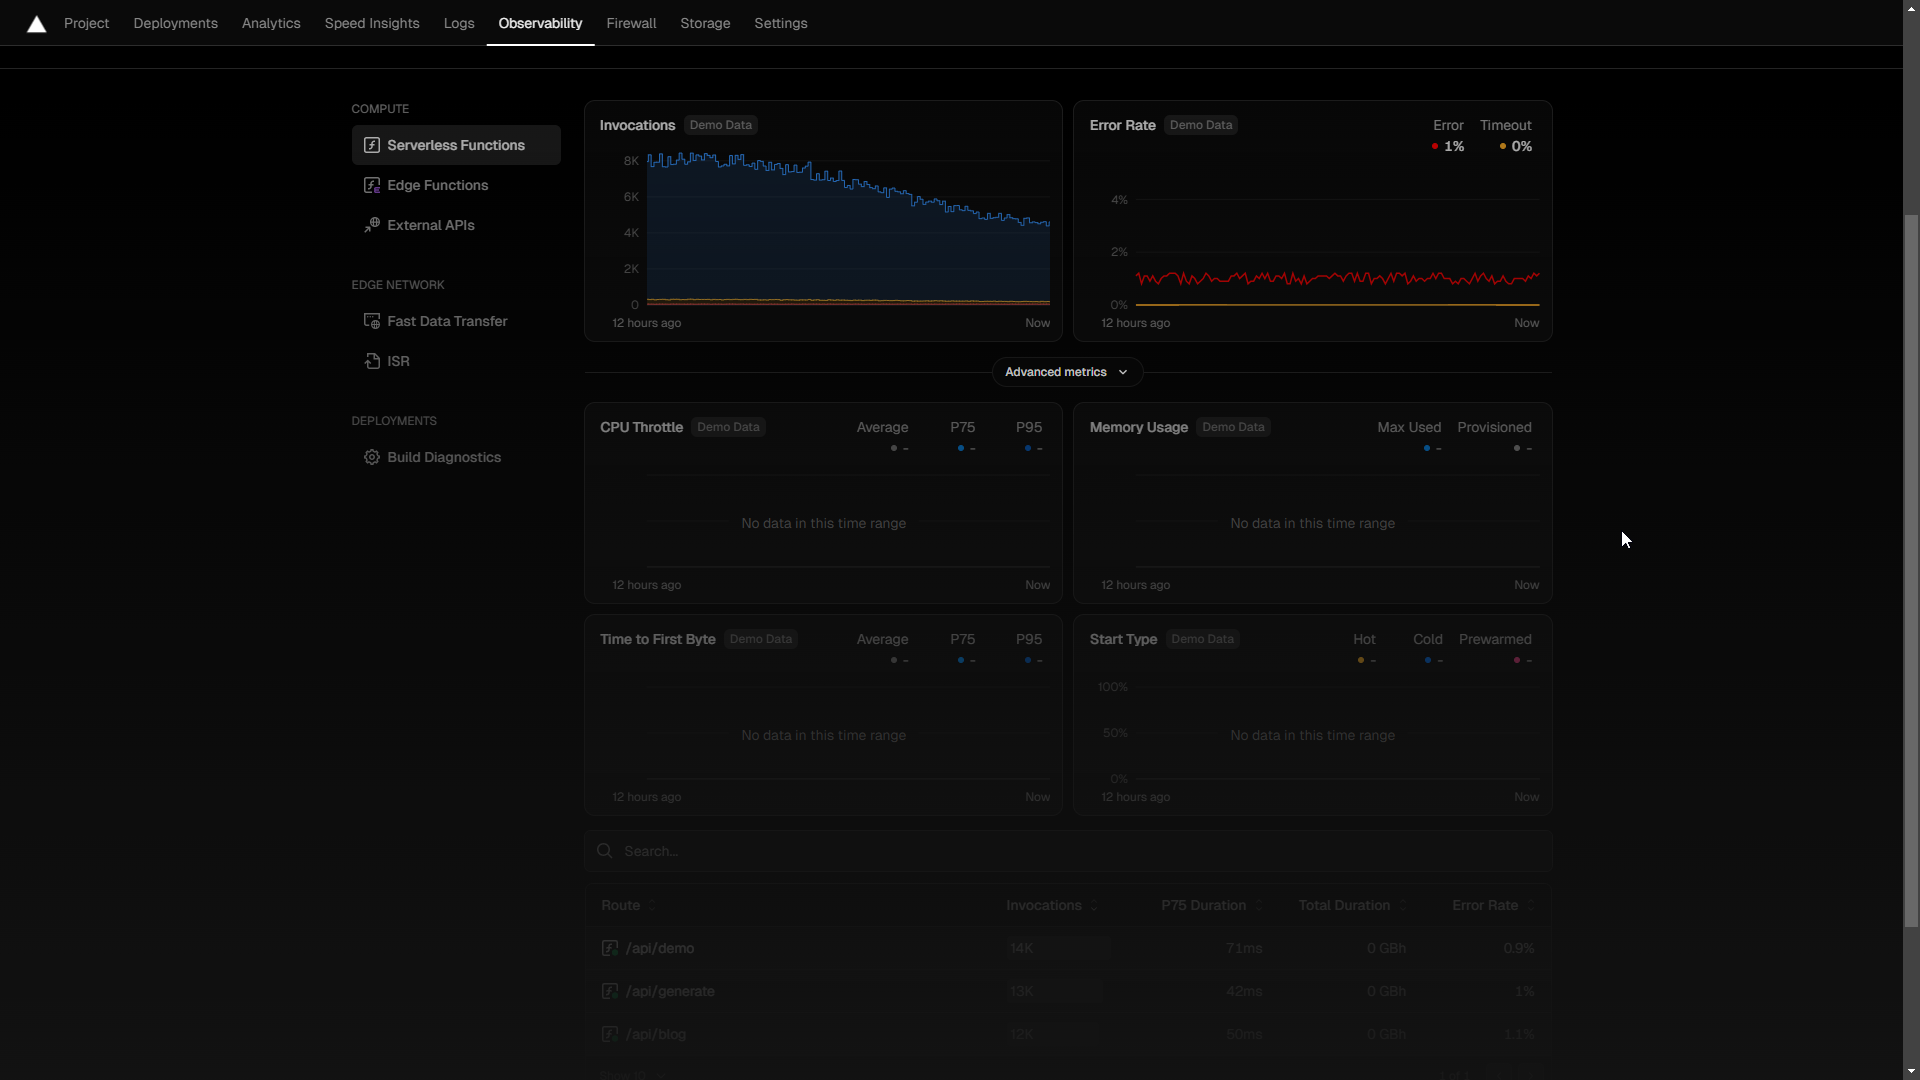 Project Deployments Analytics Speed Insights Logs Observability Firewall Storage Settings
COMPUTE
Serverless Functions
Edge Functions
External APIs
EDGE NETWORK
Fast Data Transfer
ISR
DEPLOYMENTS
Build Diagnostics
Invocations Demo Data
8K
6K
4K
2K
0
12 hours ago Now
Error Rate Demo Data Error Timeout
1% 0%
4%
2%
0%
12 hours ago Now
Advanced metrics
CPU Throttle Demo Data Average P75 P95
- - -
No data in this time range
12 hours ago Now
Memory Usage Demo Data Max Used Provisioned
- -
No data in this time range
12 hours ago Now
Time to First Byte Demo Data Average P75 P95
- - -
No data in this time range
12 hours ago Now
Start Type Demo Data Hot Cold Prewarmed
- - -
100%
50%
0%
No data in this time range
12 hours ago Now
Search...
Route Invocations P75 Duration Total Duration Error Rate
/api/demo 14K 71ms 0 GBh 0.9%
/api/generate 13K 42ms 0 GBh 1%
/api/blog 12K 50ms 0 GBh 1.1%
Show 10 1 of 1